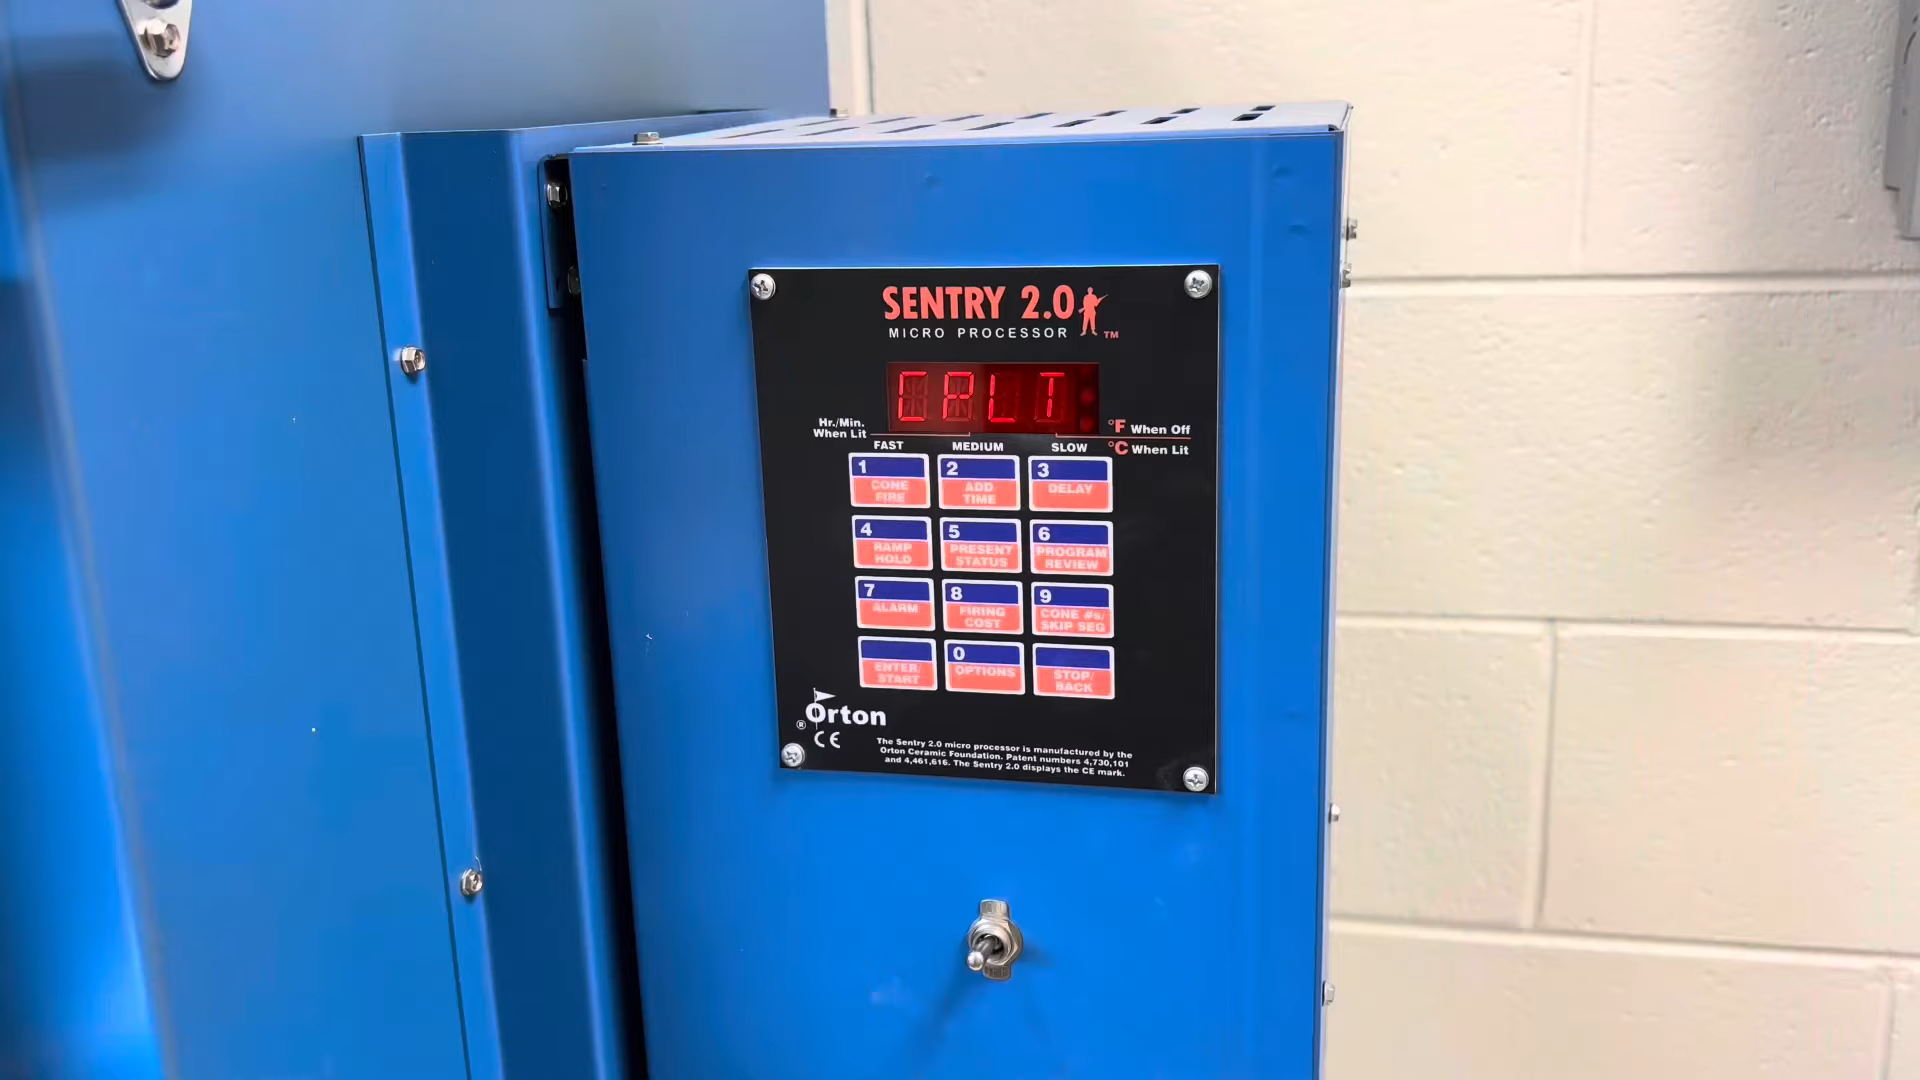 SENTRY 2.0
TM
MICRO PROCESSOR
CPLT
Hr./Min.
When Lit
°F When Off
°C When Lit
FAST MEDIUM SLOW
1 CONE FIRE
2 ADD TIME
3 DELAY
4 RAMP HOLD
5 PRESENT STATUS
6 PROGRAM REVIEW
7 ALARM
8 FIRING COST
9 CONE #s/ SKIP SEG
ENTER/ START
0 OPTIONS
STOP/ BACK
Orton
®
CE
The Sentry 2.0 micro processor is manufactured by the
Orton Ceramic Foundation. Patent numbers 4,730,101
and 4,461,616. The Sentry 2.0 displays the CE mark.